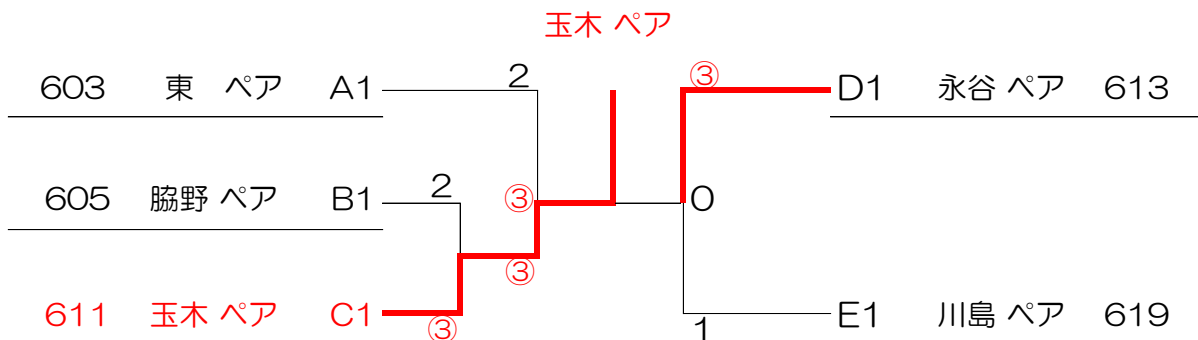 玉木 ペア
603 東 ペア A1 2 ③ D1 永谷 ペア 613
605 脇野 ペア B1 2 ③ 0
③
611 玉木 ペア C1 ③ 1 E1 川島 ペア 619